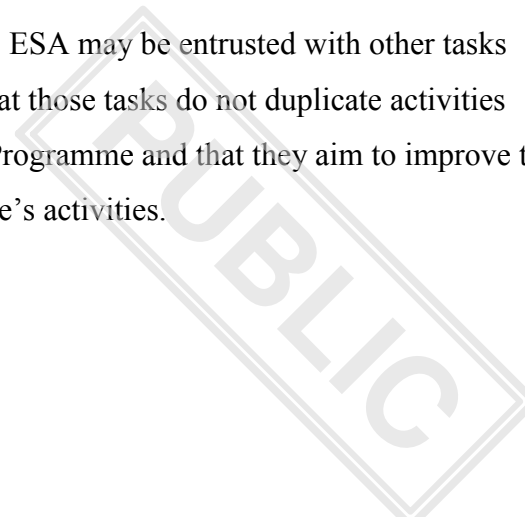 ESA may be entrusted with other tasks
at those tasks do not duplicate activities
Programme and that they aim to improve t
e’s activities.
PUBLIC